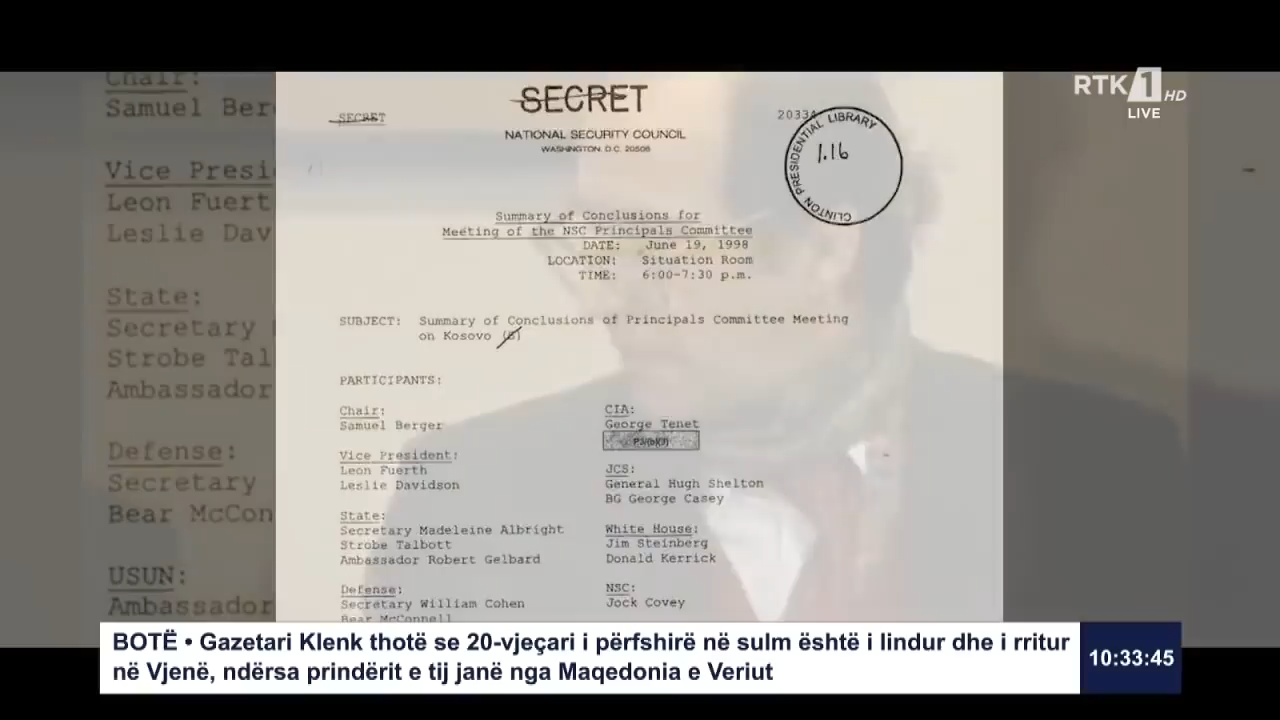 Chair:
Samuel Ber
Vice Presi
Leon Fuert
Leslie Dav
State:
Secretary
Strobe Tal
Ambassador
Defense:
Secretary
Bear McCon
USUN:
Ambassador
SECRET
SECRET
NATIONAL SECURITY COUNCIL
WASHINGTON, D.C. 20506
2033
CLINTON PRESIDENTIAL LIBRARY
1.16
Summary of Conclusions for
Meeting of the NSC Principals Committee
DATE: June 19, 1998
LOCATION: Situation Room
TIME: 6:00-7:30 p.m.
SUBJECT: Summary of Conclusions of Principals Committee Meeting
on Kosovo (S)
PARTICIPANTS:
Chair:
Samuel Berger
Vice President:
Leon Fuerth
Leslie Davidson
State:
Secretary Madeleine Albright
Strobe Talbott
Ambassador Robert Gelbard
Defense:
Secretary William Cohen
Bear McConnell
CIA:
George Tenet
JCS:
General Hugh Shelton
BG George Casey
White House:
Jim Steinberg
Donald Kerrick
NSC:
Jock Covey
RTK 1 HD
LIVE
BOTË • Gazetari Klenk thotë se 20-vjeçari i përfshirë në sulm është i lindur dhe i rritur
në Vjenë, ndërsa prindërit e tij janë nga Maqedonia e Veriut
10:33:45